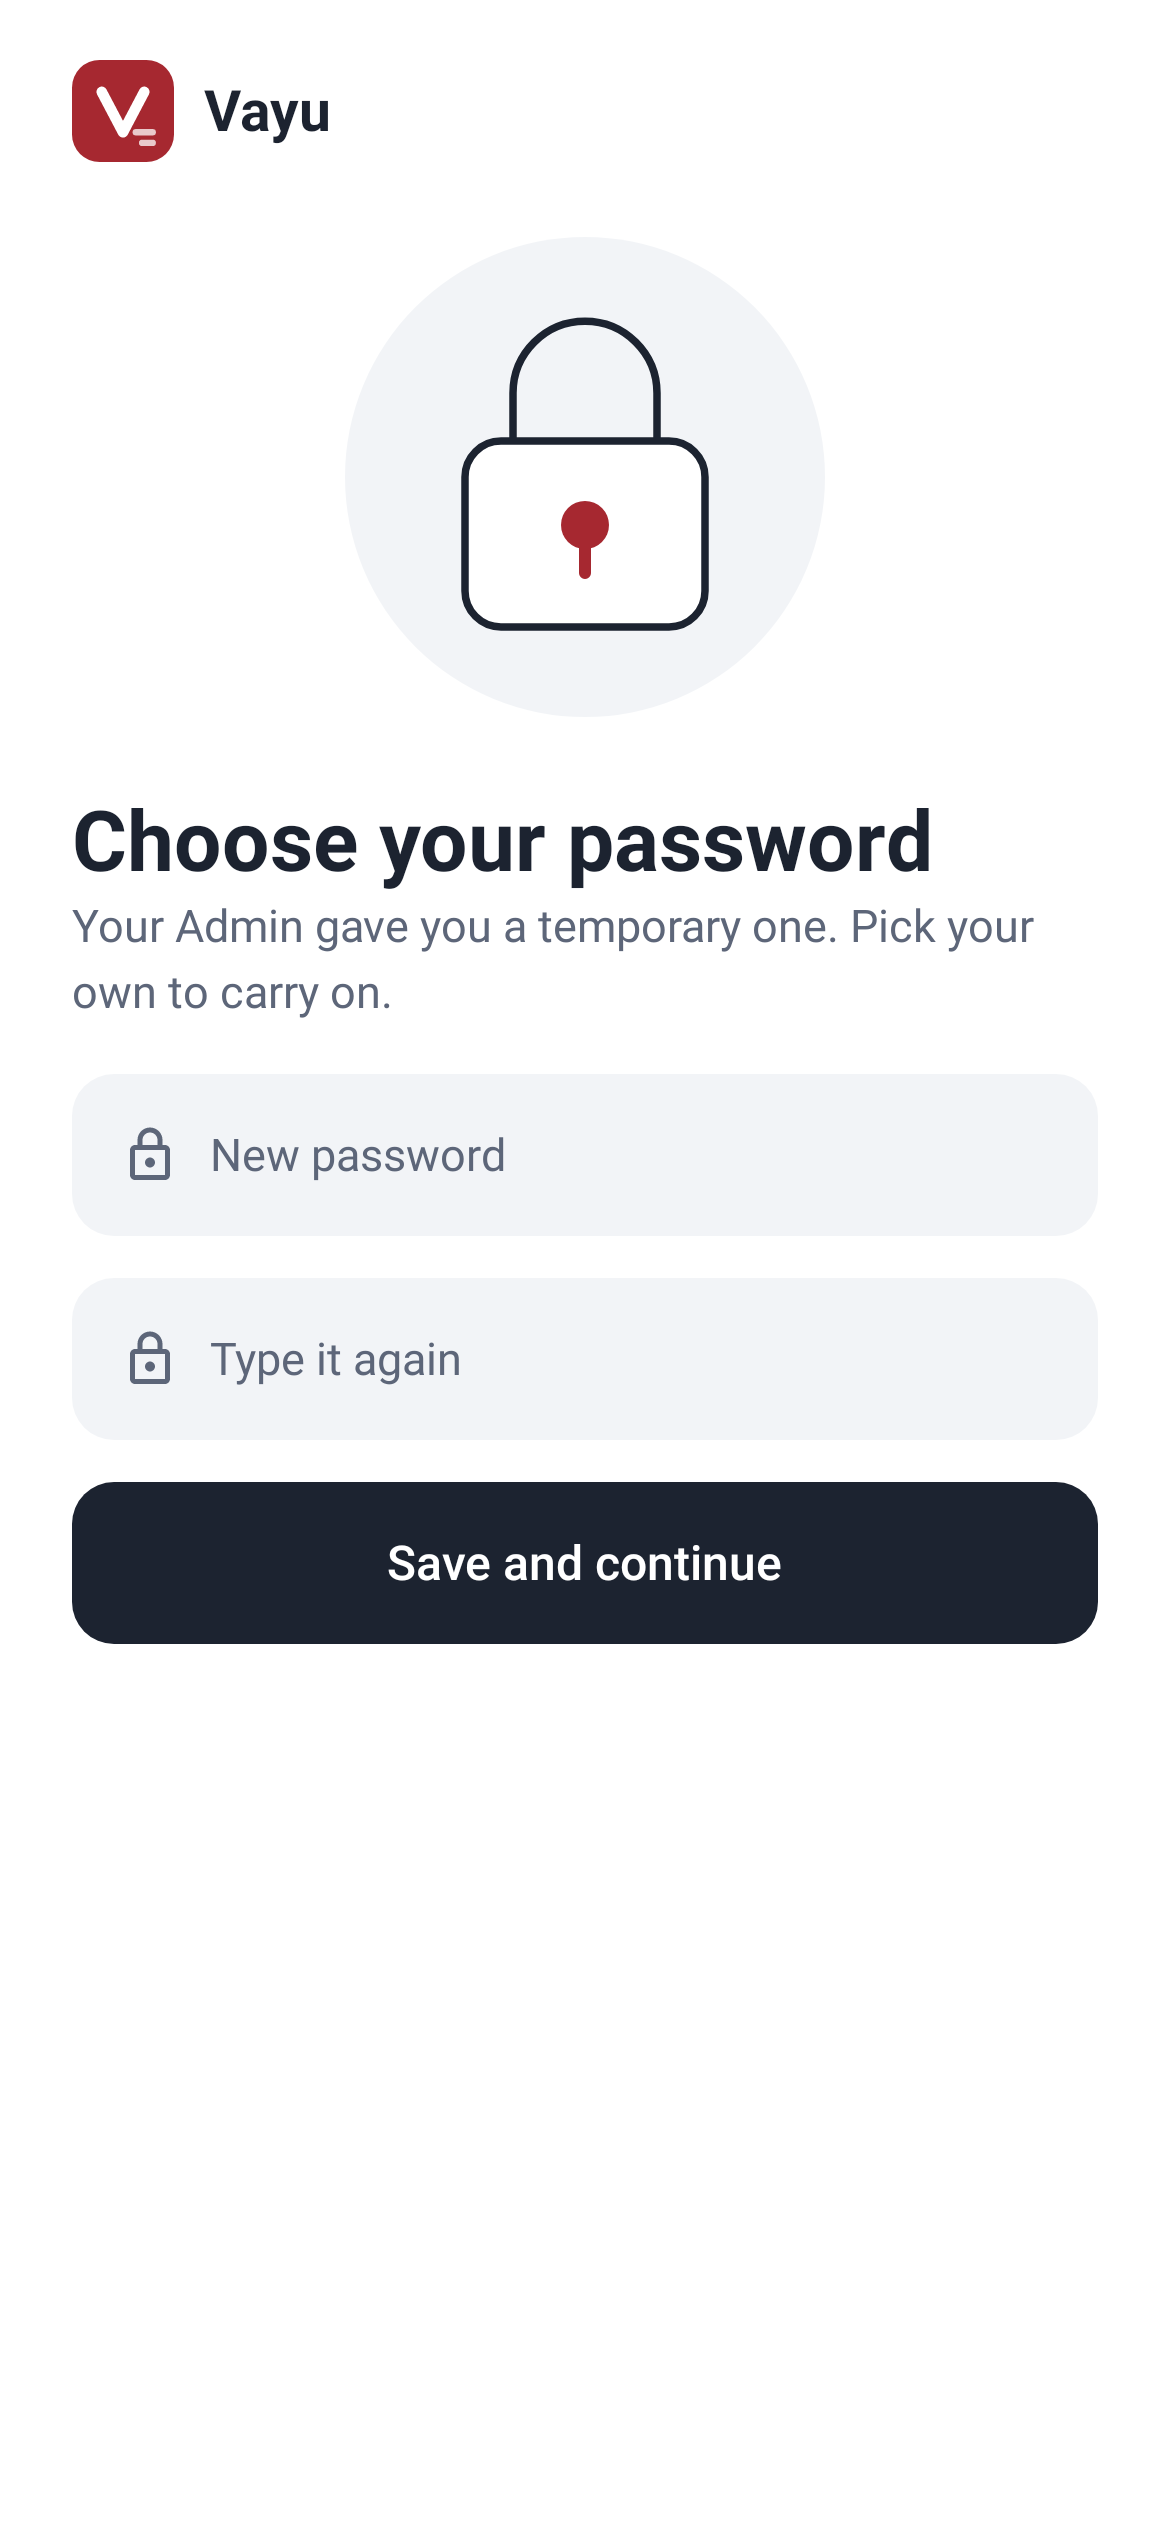 Vayu
Choose your password
Your Admin gave you a temporary one. Pick your
own to carry on.
New password
Type it again
Save and continue